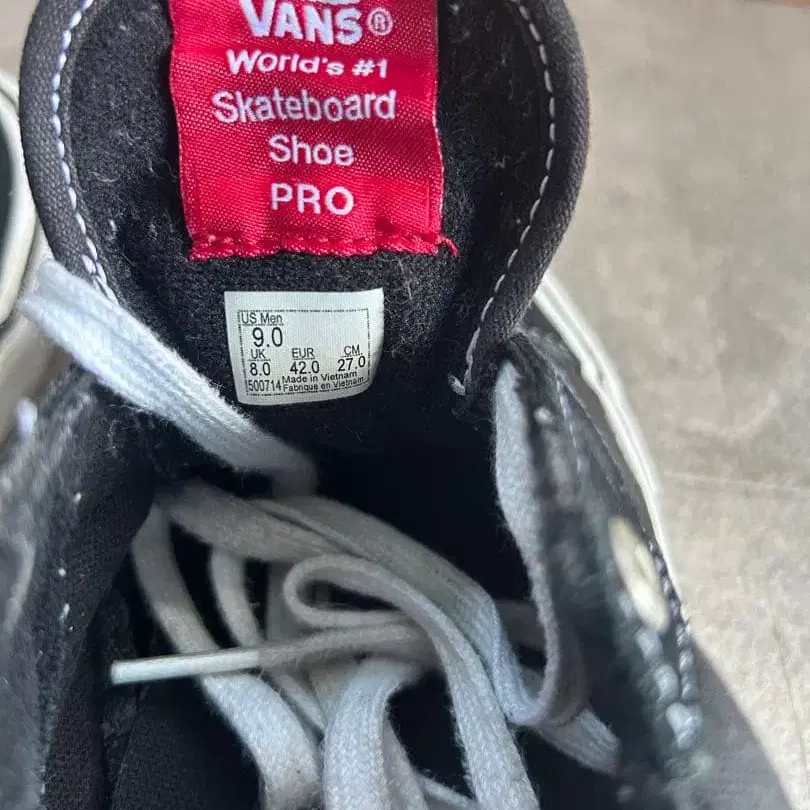 VANS®
World's #1
Skateboard
Shoe
PRO
US Men
9.0
UK EUR CM
8.0 42.0 27.0
500714 Made in Vietnam
Fabriqué en Vietnam